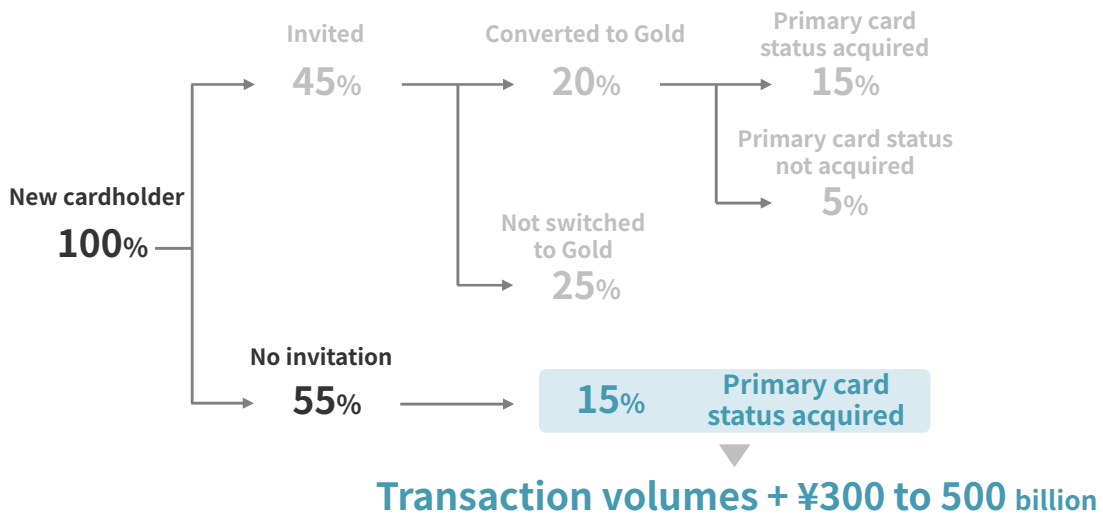 Invited
45%
Converted to Gold
20%
Primary card
status acquired
15%
Primary card status
not acquired
5%
New cardholder
100%
Not switched
to Gold
25%
No invitation
55%
15%
Primary card
status acquired
Transaction volumes + ¥300 to 500 billion